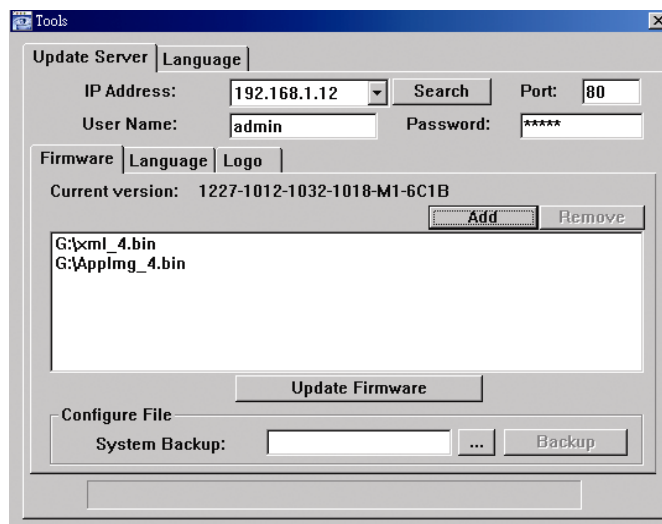 Tools
Update Server Language
IP Address: 192.168.1.12 Search Port: 80
User Name: admin Password: *****
Firmware Language Logo
Current version: 1227-1012-1032-1018-M1-6C1B
Add Remove
G:\xml_4.bin
G:\AppImg_4.bin
Update Firmware
Configure File
System Backup: ... Backup